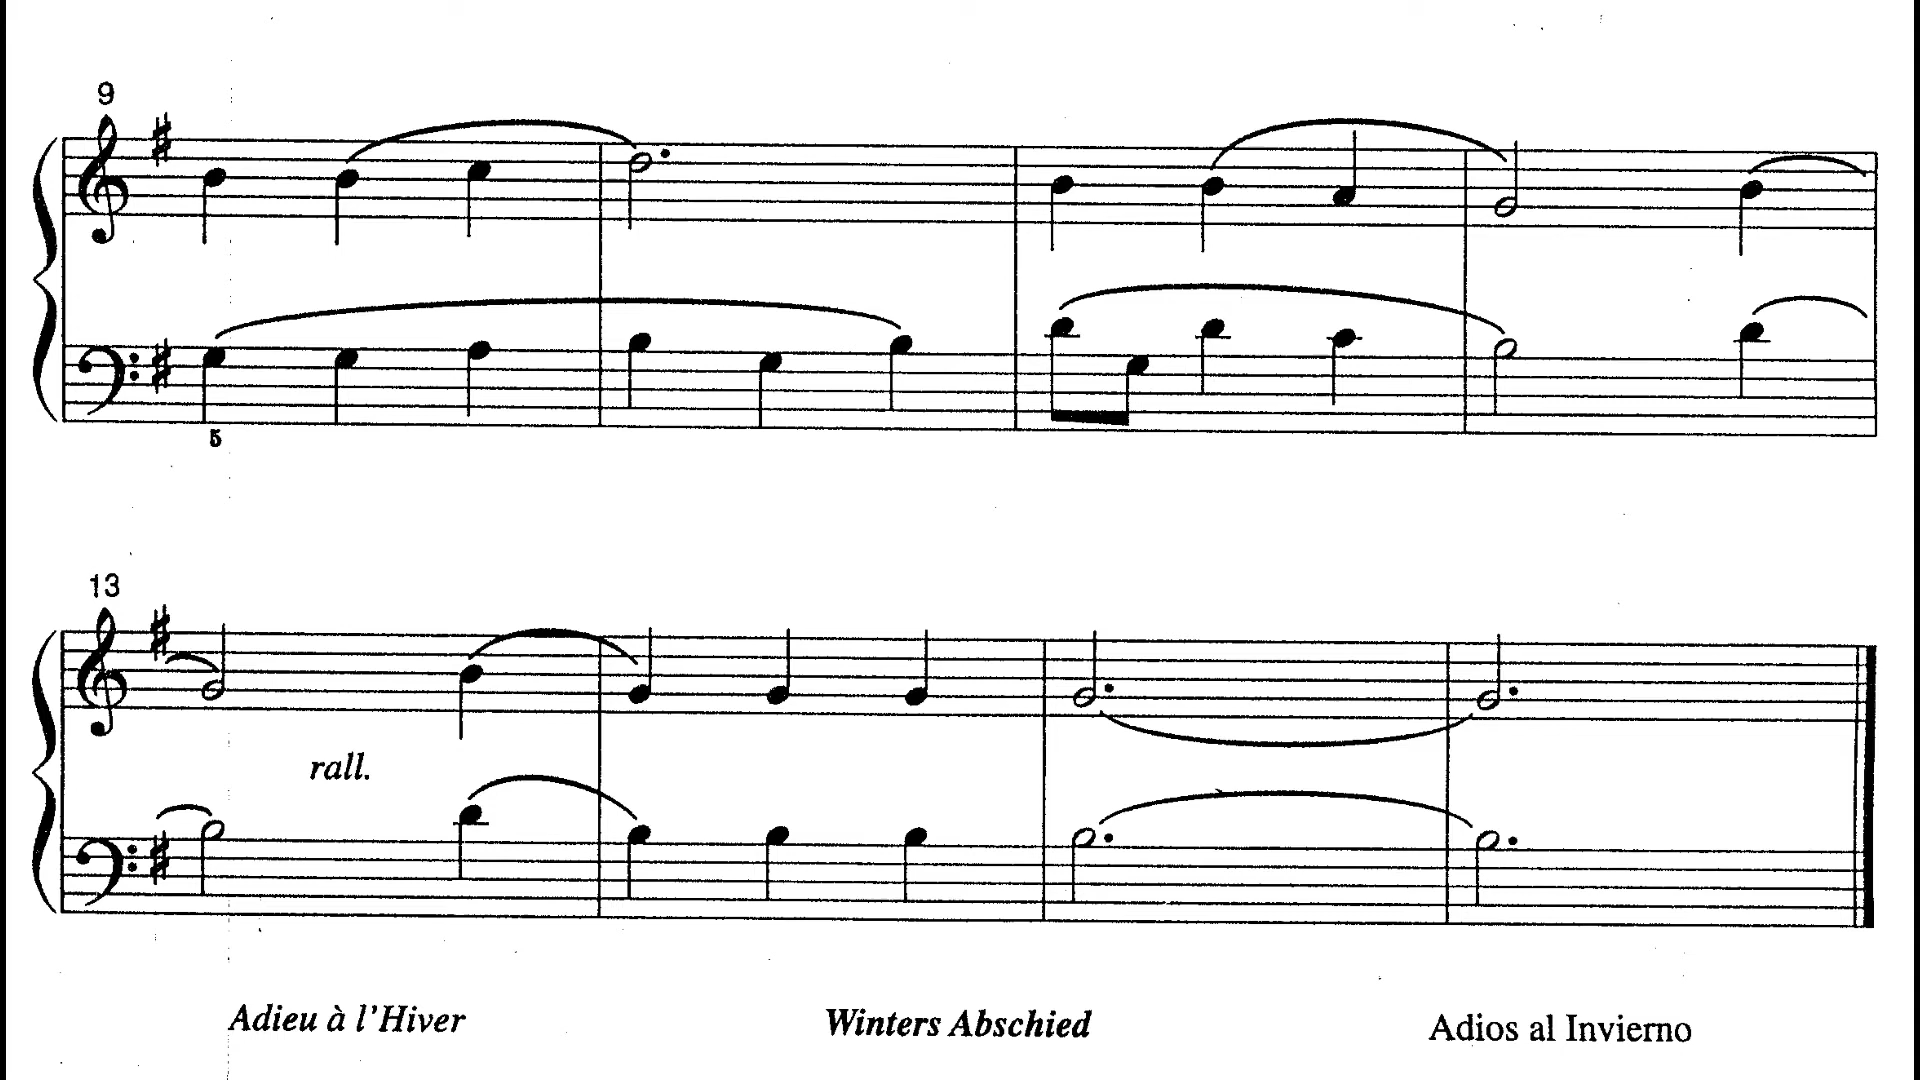 9
5
13
rall.
Adieu à l'Hiver
Winters Abschied
Adios al Invierno